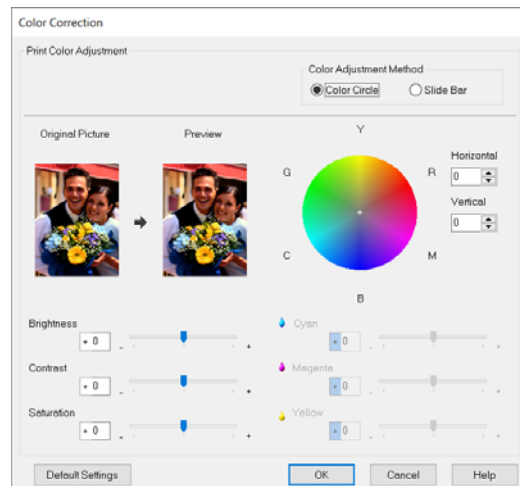 Color Correction
Print Color Adjustment
Color Adjustment Method
Color Circle
Slide Bar
Original Picture
Preview
Y
G
R
C
M
B
Horizontal
0
Vertical
0
Brightness
+ 0
- +
Contrast
+ 0
- +
Saturation
+ 0
- +
Cyan
+ 0
- +
Magenta
+ 0
- +
Yellow
+ 0
- +
Default Settings
OK
Cancel
Help